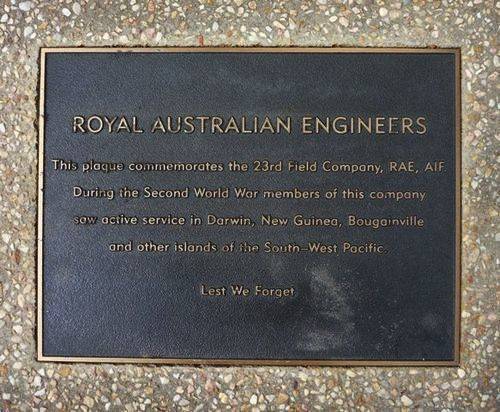 ROYAL AUSTRALIAN ENGINEERS
This plaque commemorates the 23rd Field Company, RAE, AIF.
During the Second World War members of this company
saw active service in Darwin, New Guinea, Bougainville
and other islands of the South-West Pacific.
Lest We Forget